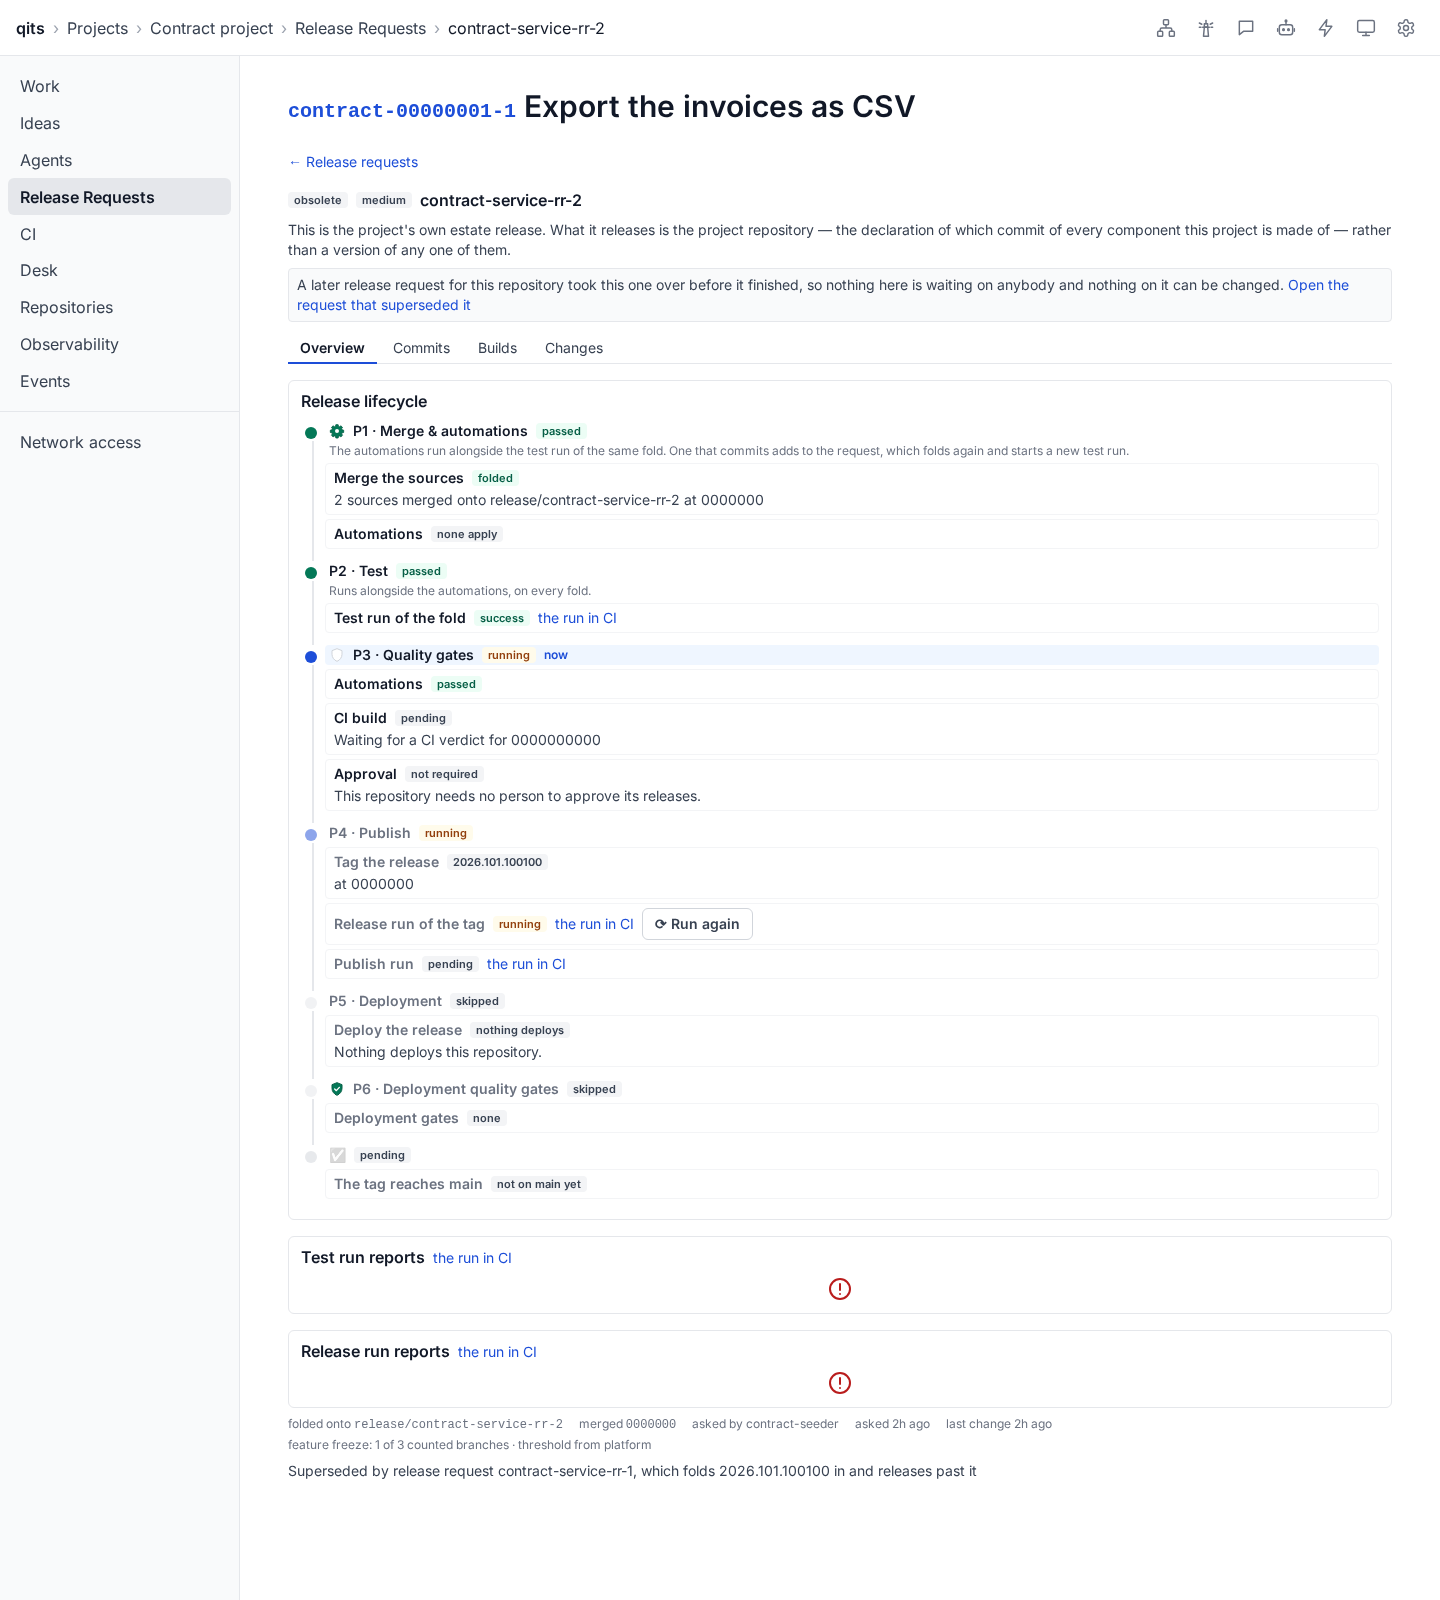 qits › Projects › Contract project › Release Requests › contract-service-rr-2
Work
Ideas
Agents
Release Requests
CI
Desk
Repositories
Observability
Events
Network access
contract-00000001-1 Export the invoices as CSV
← Release requests
obsolete medium contract-service-rr-2
This is the project's own estate release. What it releases is the project repository — the declaration of which commit of every component this project is made of — rather
than a version of any one of them.
A later release request for this repository took this one over before it finished, so nothing here is waiting on anybody and nothing on it can be changed. Open the
request that superseded it
Overview Commits Builds Changes
Release lifecycle
P1 · Merge & automations passed
The automations run alongside the test run of the same fold. One that commits adds to the request, which folds again and starts a new test run.
Merge the sources folded
2 sources merged onto release/contract-service-rr-2 at 0000000
Automations none apply
P2 · Test passed
Runs alongside the automations, on every fold.
Test run of the fold success the run in CI
P3 · Quality gates running now
Automations passed
CI build pending
Waiting for a CI verdict for 0000000000
Approval not required
This repository needs no person to approve its releases.
P4 · Publish running
Tag the release 2026.101.100100
at 0000000
Release run of the tag running the run in CI ⟳ Run again
Publish run pending the run in CI
P5 · Deployment skipped
Deploy the release nothing deploys
Nothing deploys this repository.
P6 · Deployment quality gates skipped
Deployment gates none
☑ pending
The tag reaches main not on main yet
Test run reports the run in CI
Release run reports the run in CI
folded onto release/contract-service-rr-2 merged 0000000 asked by contract-seeder asked 2h ago last change 2h ago
feature freeze: 1 of 3 counted branches · threshold from platform
Superseded by release request contract-service-rr-1, which folds 2026.101.100100 in and releases past it